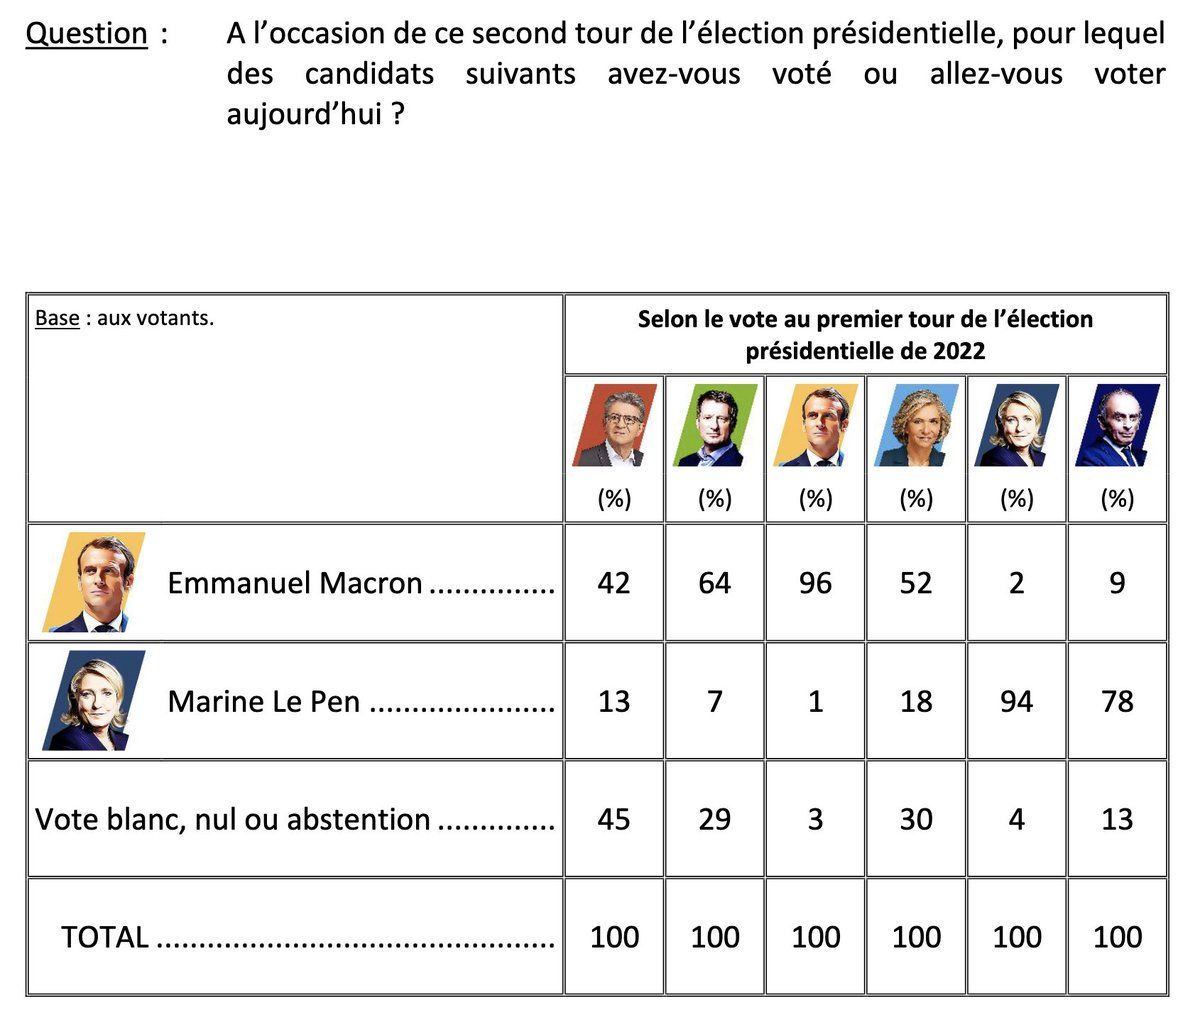 Question : A l’occasion de ce second tour de l’élection présidentielle, pour lequel
des candidats suivants avez-vous voté ou allez-vous voter
aujourd’hui ?
Base : aux votants.
Selon le vote au premier tour de l’élection
présidentielle de 2022
(%) (%) (%) (%) (%) (%)
Emmanuel Macron ............... 42 64 96 52 2 9
Marine Le Pen ...................... 13 7 1 18 94 78
Vote blanc, nul ou abstention .............. 45 29 3 30 4 13
TOTAL ............................................... 100 100 100 100 100 100